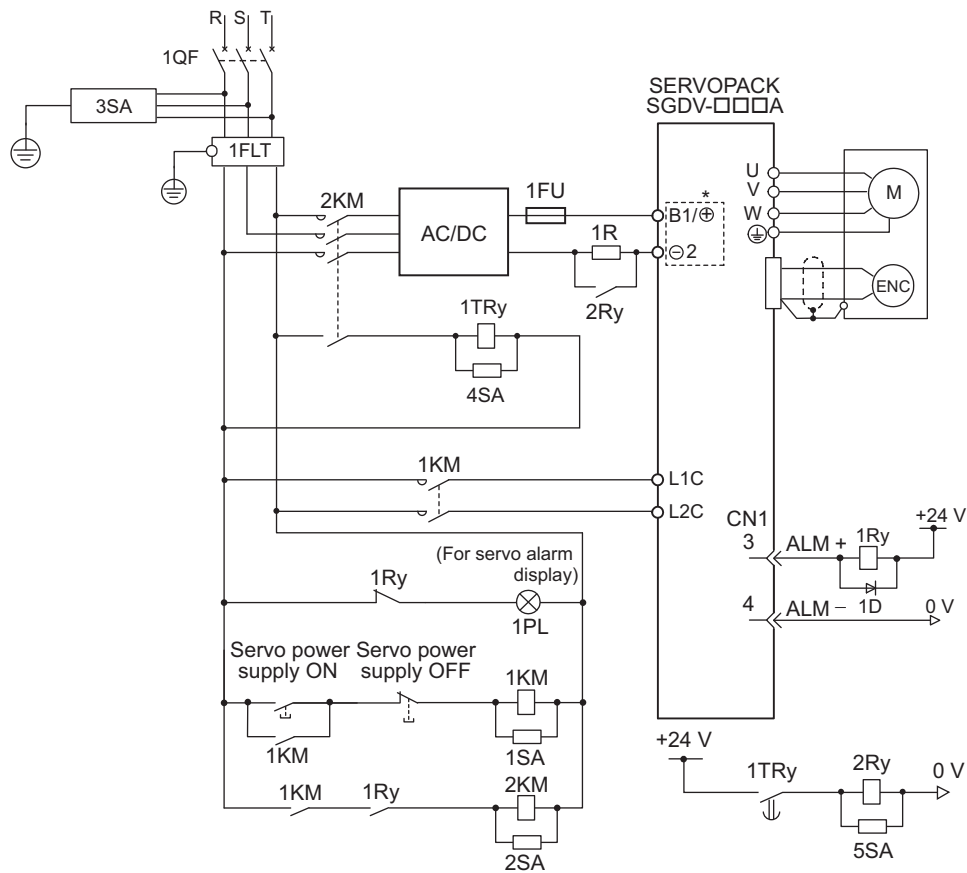 R S T
1QF
3SA
1FLT
SERVOPACK
SGDV-□□□A
2KM
AC/DC
1FU
1R
2Ry
*
B1/⊕
⊖2
U
V
W
M
ENC
1TRy
4SA
1KM
L1C
L2C
CN1
3
ALM +
1Ry
+24 V
1D
4
ALM −
0 V
(For servo alarm
display)
1Ry
1PL
Servo power
supply ON
Servo power
supply OFF
1KM
1KM
1SA
1KM
1Ry
2KM
2SA
+24 V
1TRy
2Ry
0 V
5SA